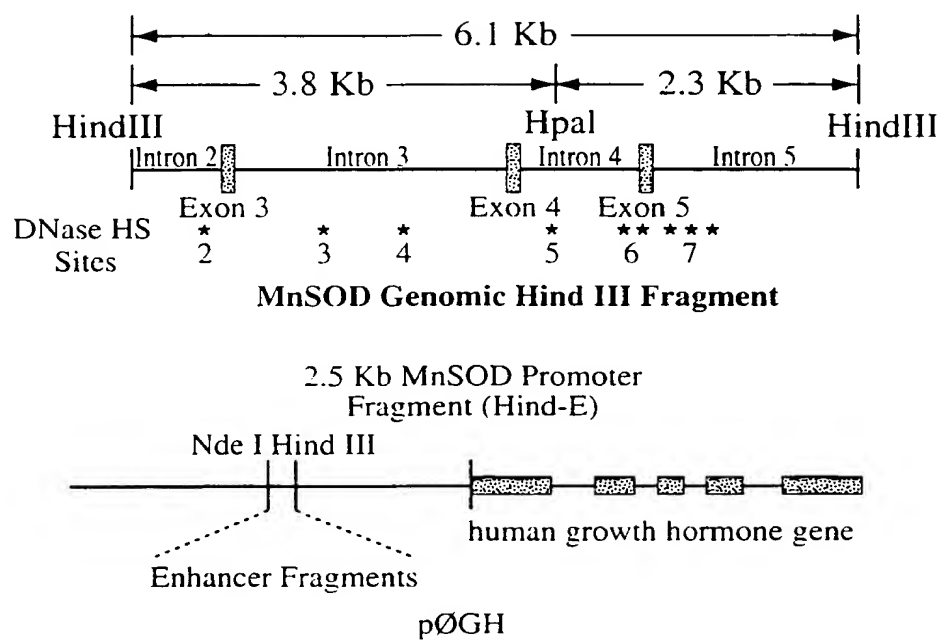 6.1 Kb
3.8 Kb 2.3 Kb
HindIII HpaI HindIII
Intron 2 Intron 3 Intron 4 Intron 5
Exon 3 Exon 4 Exon 5
DNase HS Sites
* * * * * * * * *
2 3 4 5 6 7
MnSOD Genomic Hind III Fragment
2.5 Kb MnSOD Promoter
Fragment (Hind-E)
Nde I Hind III
human growth hormone gene
Enhancer Fragments
pØGH